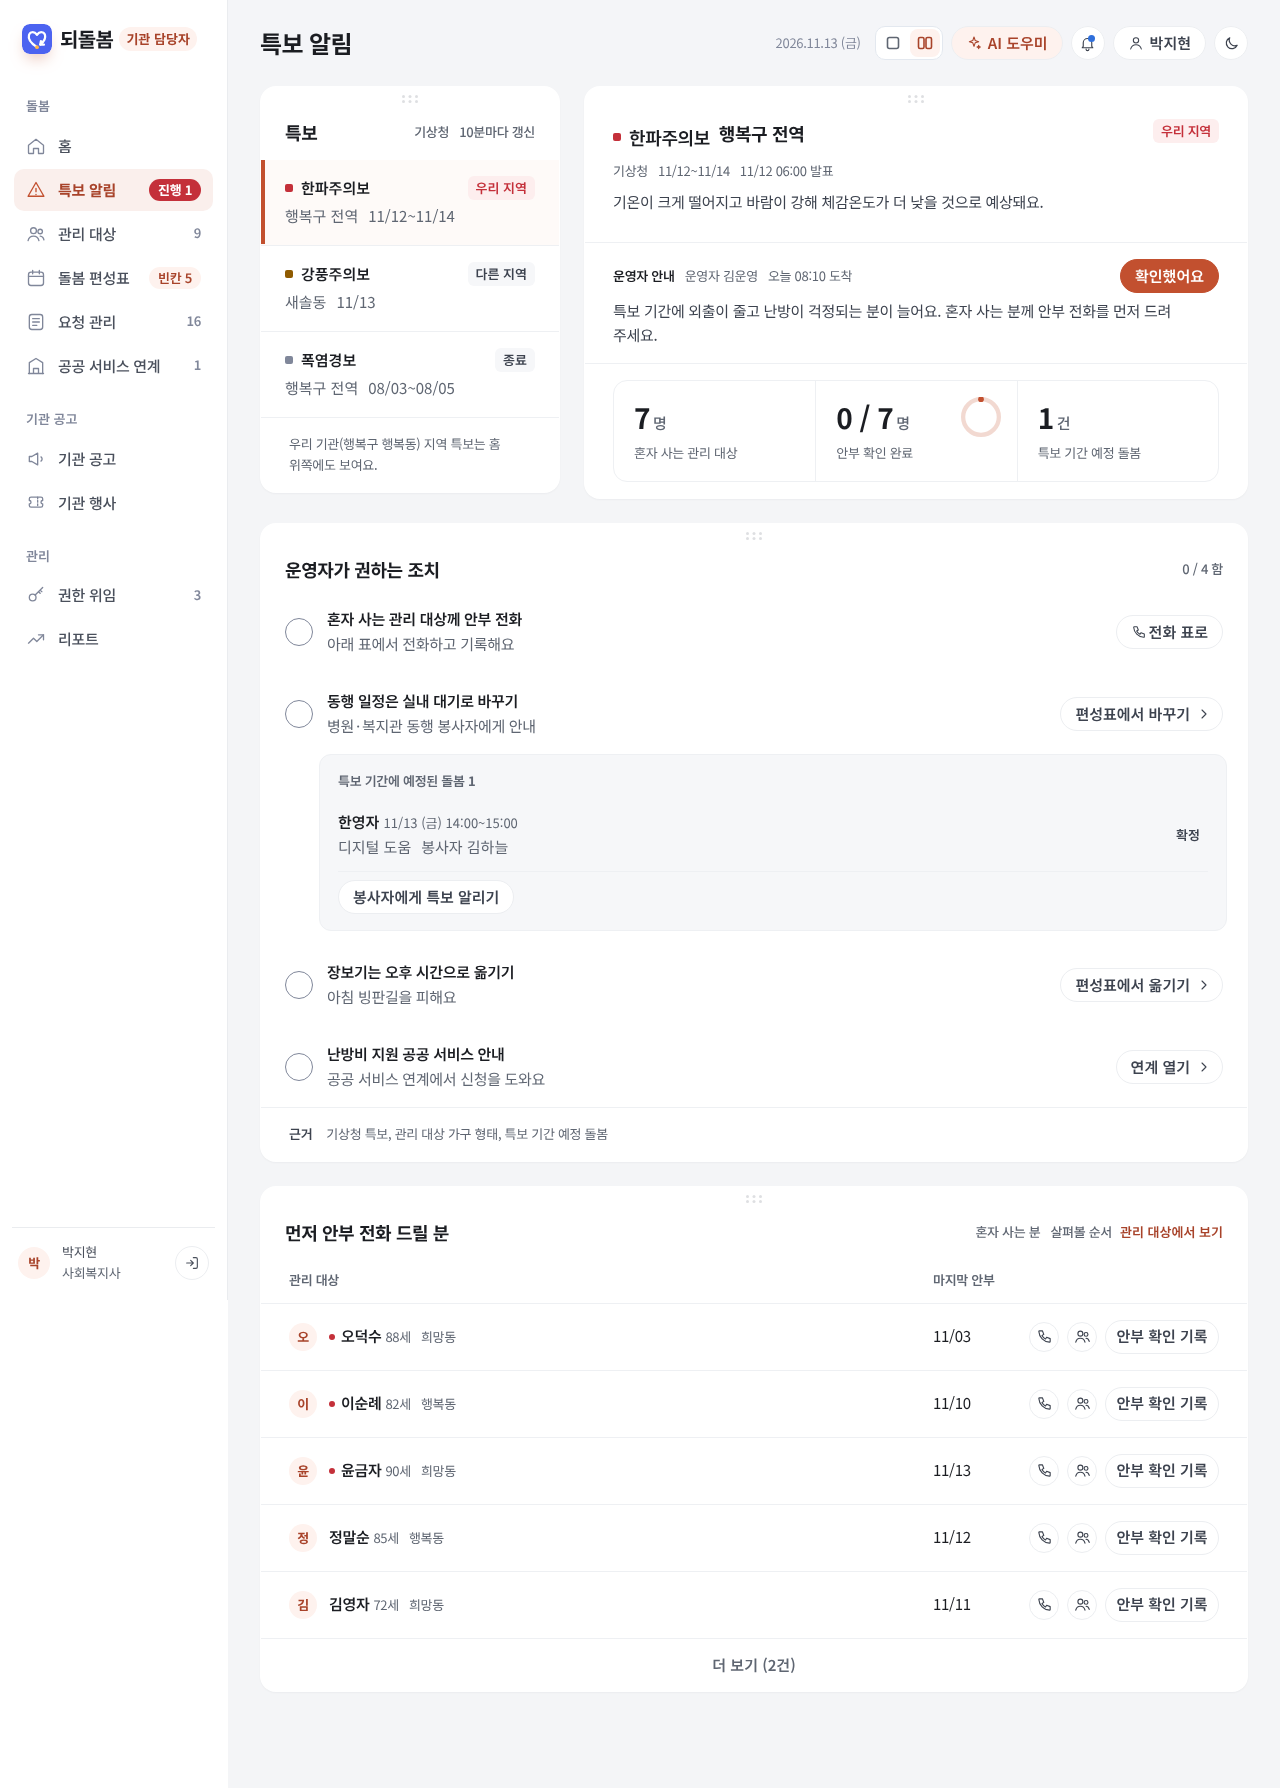 되돌봄 기관 담당자
돌봄
홈
특보 알림 진행 1
관리 대상 9
돌봄 편성표 빈칸 5
요청 관리 16
공공 서비스 연계 1
기관 공고
기관 공고
기관 행사
관리
권한 위임 3
리포트
박 박지현
사회복지사
특보 알림
2026.11.13 (금) AI 도우미 박지현
특보 기상청 10분마다 갱신
한파주의보 우리 지역
행복구 전역 11/12~11/14
강풍주의보 다른 지역
새솔동 11/13
폭염경보 종료
행복구 전역 08/03~08/05
우리 기관(행복구 행복동) 지역 특보는 홈
위쪽에도 보여요.
한파주의보 행복구 전역 우리 지역
기상청 11/12~11/14 11/12 06:00 발표
기온이 크게 떨어지고 바람이 강해 체감온도가 더 낮을 것으로 예상돼요.
운영자 안내 운영자 김운영 오늘 08:10 도착 확인했어요
특보 기간에 외출이 줄고 난방이 걱정되는 분이 늘어요. 혼자 사는 분께 안부 전화를 먼저 드려
주세요.
7 명
혼자 사는 관리 대상
0 / 7 명
안부 확인 완료
1 건
특보 기간 예정 돌봄
운영자가 권하는 조치 0 / 4 함
혼자 사는 관리 대상께 안부 전화
아래 표에서 전화하고 기록해요
전화 표로
동행 일정은 실내 대기로 바꾸기
병원·복지관 동행 봉사자에게 안내
편성표에서 바꾸기
특보 기간에 예정된 돌봄 1
한영자 11/13 (금) 14:00~15:00
디지털 도움 봉사자 김하늘
확정
봉사자에게 특보 알리기
장보기는 오후 시간으로 옮기기
아침 빙판길을 피해요
편성표에서 옮기기
난방비 지원 공공 서비스 안내
공공 서비스 연계에서 신청을 도와요
연계 열기
근거 기상청 특보, 관리 대상 가구 형태, 특보 기간 예정 돌봄
먼저 안부 전화 드릴 분 혼자 사는 분 살펴볼 순서 관리 대상에서 보기
관리 대상 마지막 안부
오 오덕수 88세 희망동 11/03 안부 확인 기록
이 이순례 82세 행복동 11/10 안부 확인 기록
윤 윤금자 90세 희망동 11/13 안부 확인 기록
정 정말순 85세 행복동 11/12 안부 확인 기록
김 김영자 72세 희망동 11/11 안부 확인 기록
더 보기 (2건)